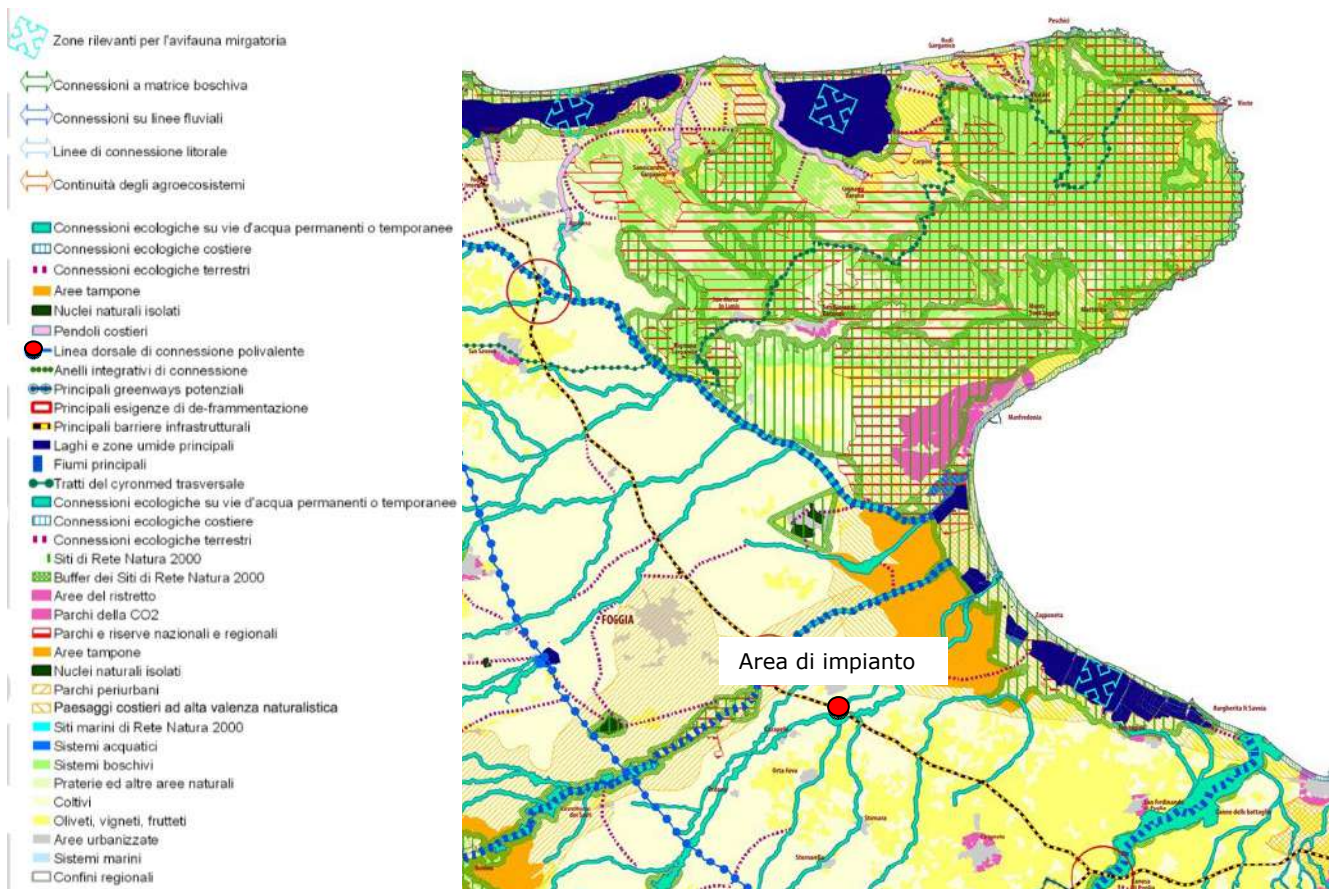 Zone rilevanti per l'avifauna mirgatoria
Connessioni a matrice boschiva
Connessioni su linee fluviali
Linee di connessione litorale
Continuità degli agroecosistemi
Connessioni ecologiche su vie d'acqua permanenti o temporanee
Connessioni ecologiche costiere
Connessioni ecologiche terrestri
Aree tampone
Nuclei naturali isolati
Pendoli costieri
Linea dorsale di connessione polivalente
Anelli integrativi di connessione
Principali greenways potenziali
Principali esigenze di de-frammentazione
Principali barriere infrastrutturali
Laghi e zone umide principali
Fiumi principali
Tratti del cyronmed trasversale
Connessioni ecologiche su vie d'acqua permanenti o temporanee
Connessioni ecologiche costiere
Connessioni ecologiche terrestri
Siti di Rete Natura 2000
Buffer dei Siti di Rete Natura 2000
Aree del ristretto
Parchi della CO2
Parchi e riserve nazionali e regionali
Aree tampone
Nuclei naturali isolati
Parchi periurbani
Paesaggi costieri ad alta valenza naturalistica
Siti marini di Rete Natura 2000
Sistemi acquatici
Sistemi boschivi
Praterie ed altre aree naturali
Coltivi
Oliveti, vigneti, frutteti
Aree urbanizzate
Sistemi marini
Confini regionali
Peschici
Vieste
Carpino
Manfredonia
FOGGIA
Zapponeta
Area di impianto
Orta Nova
Ordona
Stornara
Stornarella